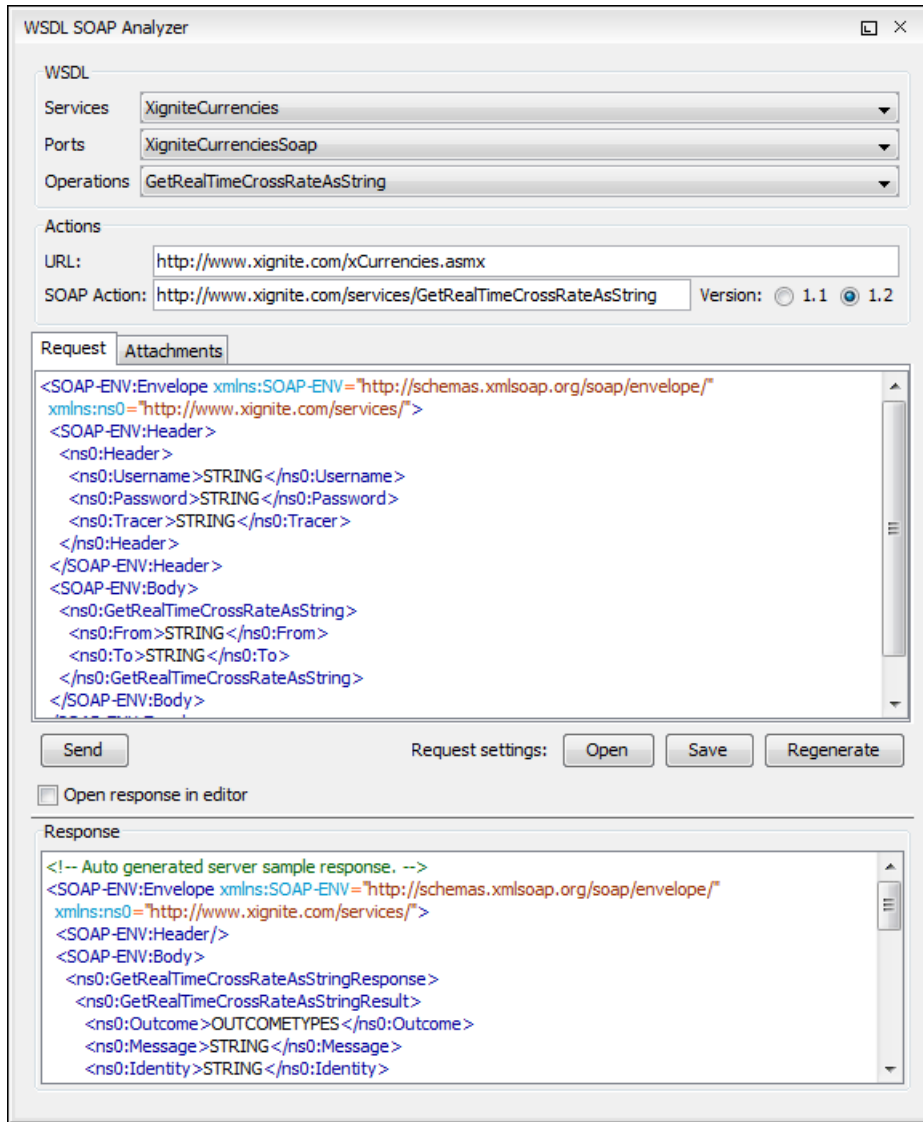 WSDL SOAP Analyzer
WSDL
Services XigniteCurrencies
Ports XigniteCurrenciesSoap
Operations GetRealTimeCrossRateAsString
Actions
URL: http://www.xignite.com/xCurrencies.asmx
SOAP Action: http://www.xignite.com/services/GetRealTimeCrossRateAsString Version: 1.1 1.2
Request Attachments
<SOAP-ENV:Envelope xmlns:SOAP-ENV="http://schemas.xmlsoap.org/soap/envelope/"
xmlns:ns0="http://www.xignite.com/services/">
<SOAP-ENV:Header>
<ns0:Header>
<ns0:Username>STRING</ns0:Username>
<ns0:Password>STRING</ns0:Password>
<ns0:Tracer>STRING</ns0:Tracer>
</ns0:Header>
</SOAP-ENV:Header>
<SOAP-ENV:Body>
<ns0:GetRealTimeCrossRateAsString>
<ns0:From>STRING</ns0:From>
<ns0:To>STRING</ns0:To>
</ns0:GetRealTimeCrossRateAsString>
</SOAP-ENV:Body>
Send Request settings: Open Save Regenerate
Open response in editor
Response
<!-- Auto generated server sample response. -->
<SOAP-ENV:Envelope xmlns:SOAP-ENV="http://schemas.xmlsoap.org/soap/envelope/"
xmlns:ns0="http://www.xignite.com/services/">
<SOAP-ENV:Header/>
<SOAP-ENV:Body>
<ns0:GetRealTimeCrossRateAsStringResponse>
<ns0:GetRealTimeCrossRateAsStringResult>
<ns0:Outcome>OUTCOMETYPES</ns0:Outcome>
<ns0:Message>STRING</ns0:Message>
<ns0:Identity>STRING</ns0:Identity>